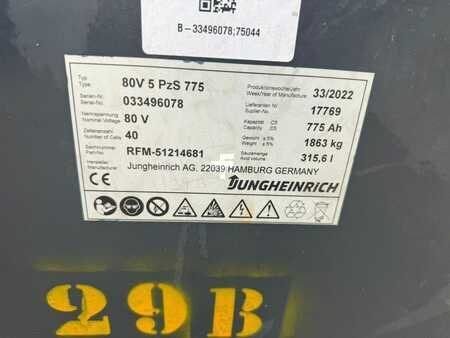 B-33496078;75044
Typ
Type: 80V 5 PzS 775 Produktionswoche/Jahr
Week/Year of Manufacture: 33/2022
Serien-Nr.
Serial-No.: 033496078 Lieferanten Nr
Supplier-No.: 17769
Nennspannung
Nominal Voltage: 80 V Kapazität C5
Capacity C5: 775 Ah
Zellenanzahl
Number of Cells: 40 Gewicht ± 5%
Weight ± 5%: 1863 kg
Sachnummer
Part-No.: RFM-51214681 Säuremenge
Acid volume: 315,6 l
Jungheinrich AG, 22039 HAMBURG GERMANY
CE
JUNGHEINRICH
29B